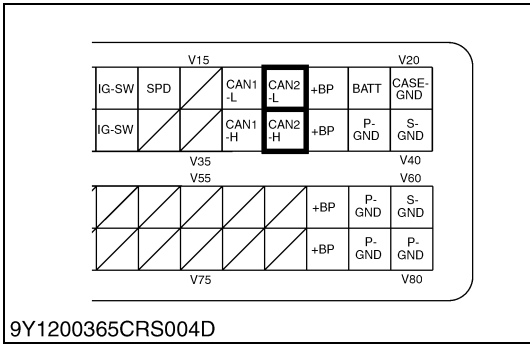 V15 V20
IG-SW SPD CAN1 -L CAN2 -L +BP BATT CASE- GND
IG-SW CAN1 -H CAN2 -H +BP P- GND S- GND
V35 V40
V55 V60
+BP P- GND S- GND
+BP P- GND P- GND
V75 V80
9Y1200365CRS004D